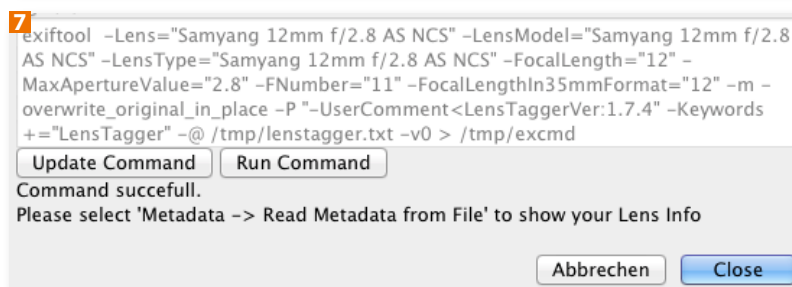 7
exiftool -Lens="Samyang 12mm f/2.8 AS NCS" -LensModel="Samyang 12mm f/2.8
AS NCS" -LensType="Samyang 12mm f/2.8 AS NCS" -FocalLength="12" -
MaxApertureValue="2.8" -FNumber="11" -FocalLengthIn35mmFormat="12" -m -
overwrite_original_in_place -P "-UserComment<LensTaggerVer:1.7.4" -Keywords
+="LensTagger" -@ /tmp/lenstagger.txt -v0 > /tmp/excmd
Update Command Run Command
Command succefull.
Please select 'Metadata -> Read Metadata from File' to show your Lens Info
Abbrechen Close